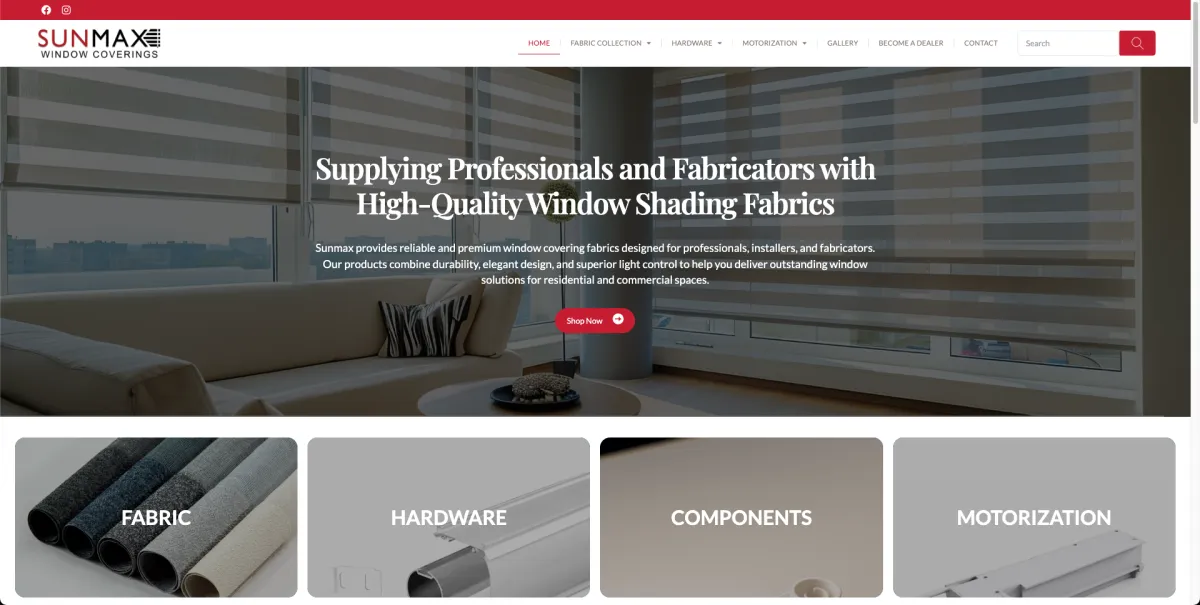 SUNMAX
WINDOW COVERINGS
HOME
FABRIC COLLECTION
HARDWARE
MOTORIZATION
GALLERY
BECOME A DEALER
CONTACT
Search
Supplying Professionals and Fabricators with
High-Quality Window Shading Fabrics
Sunmax provides reliable and premium window covering fabrics designed for professionals, installers, and fabricators.
Our products combine durability, elegant design, and superior light control to help you deliver outstanding window
solutions for residential and commercial spaces.
Shop Now
FABRIC
HARDWARE
COMPONENTS
MOTORIZATION